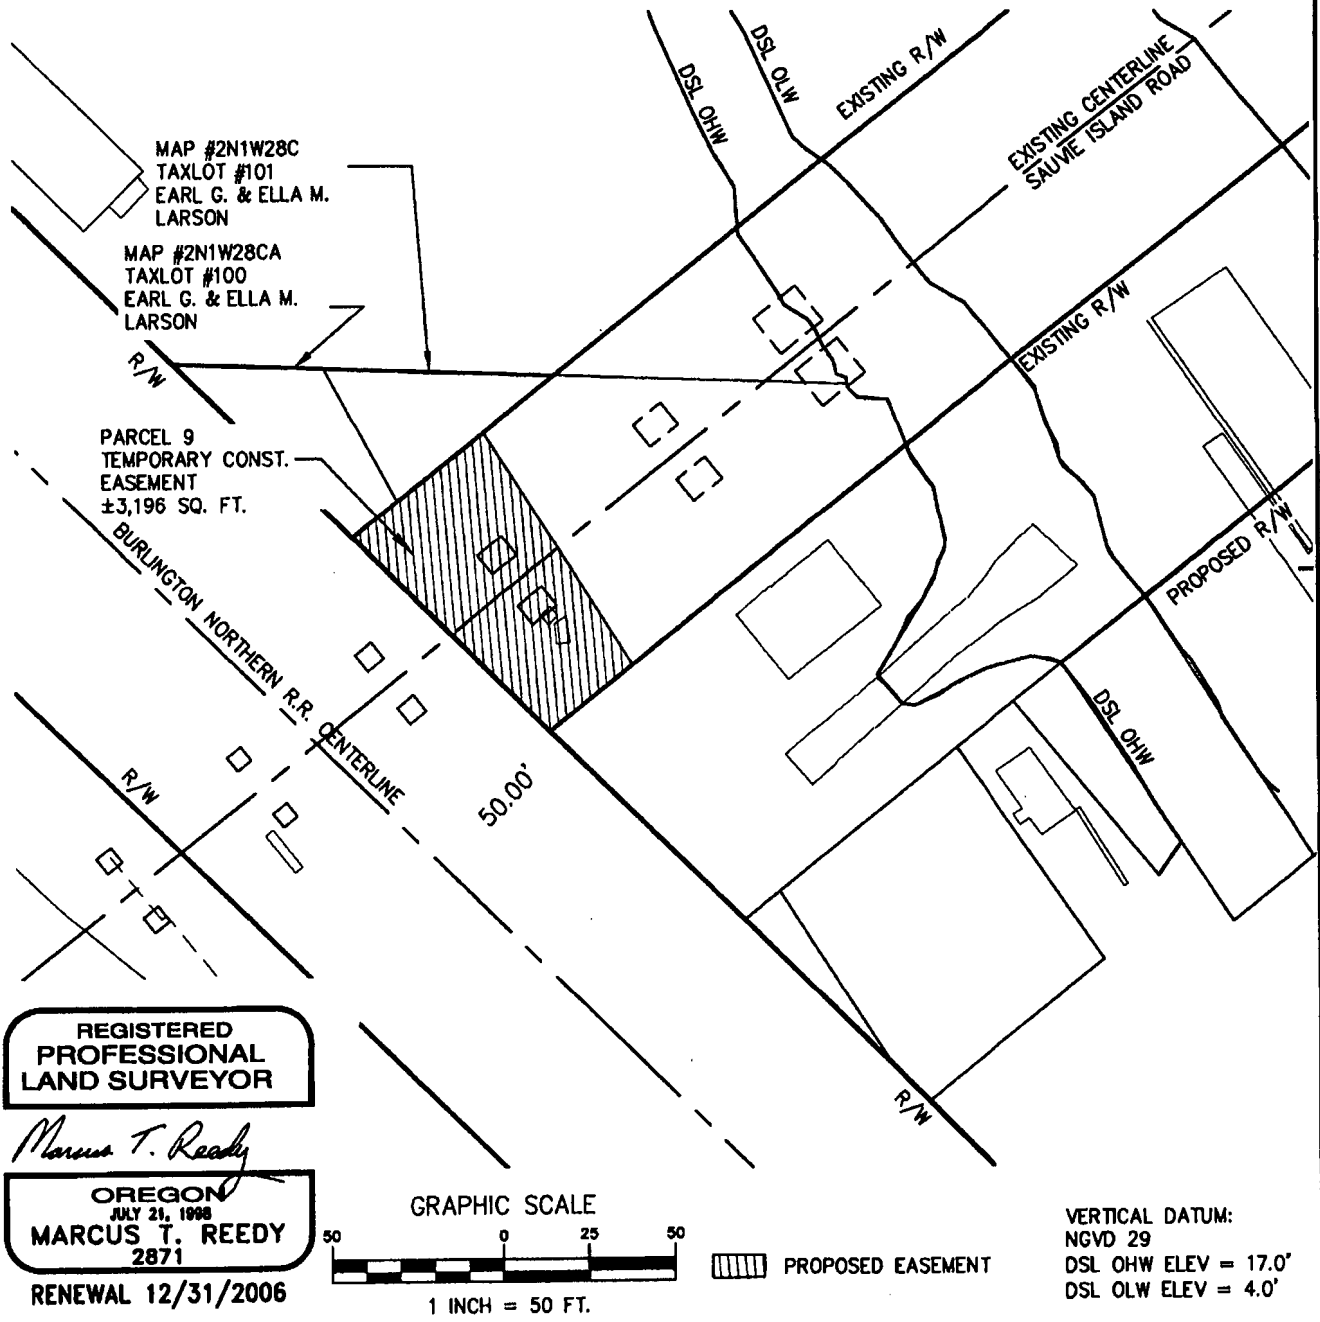 DSL OHW
DSL OLW
EXISTING R/W
EXISTING CENTERLINE
SAUVIE ISLAND ROAD
MAP #2N1W28C
TAXLOT #101
EARL G. & ELLA M.
LARSON
MAP #2N1W28CA
TAXLOT #100
EARL G. & ELLA M.
LARSON
EXISTING R/W
R/W
PARCEL 9
TEMPORARY CONST.
EASEMENT
±3,196 SQ. FT.
PROPOSED R/W
BURLINGTON NORTHERN R.R. CENTERLINE
DSL OHW
R/W
50.00'
R/W
REGISTERED
PROFESSIONAL
LAND SURVEYOR
Marcus T. Reedy
OREGON
JULY 21, 1998
MARCUS T. REEDY
2871
RENEWAL 12/31/2006
GRAPHIC SCALE
50 0 25 50
1 INCH = 50 FT.
PROPOSED EASEMENT
VERTICAL DATUM:
NGVD 29
DSL OHW ELEV = 17.0'
DSL OLW ELEV = 4.0'